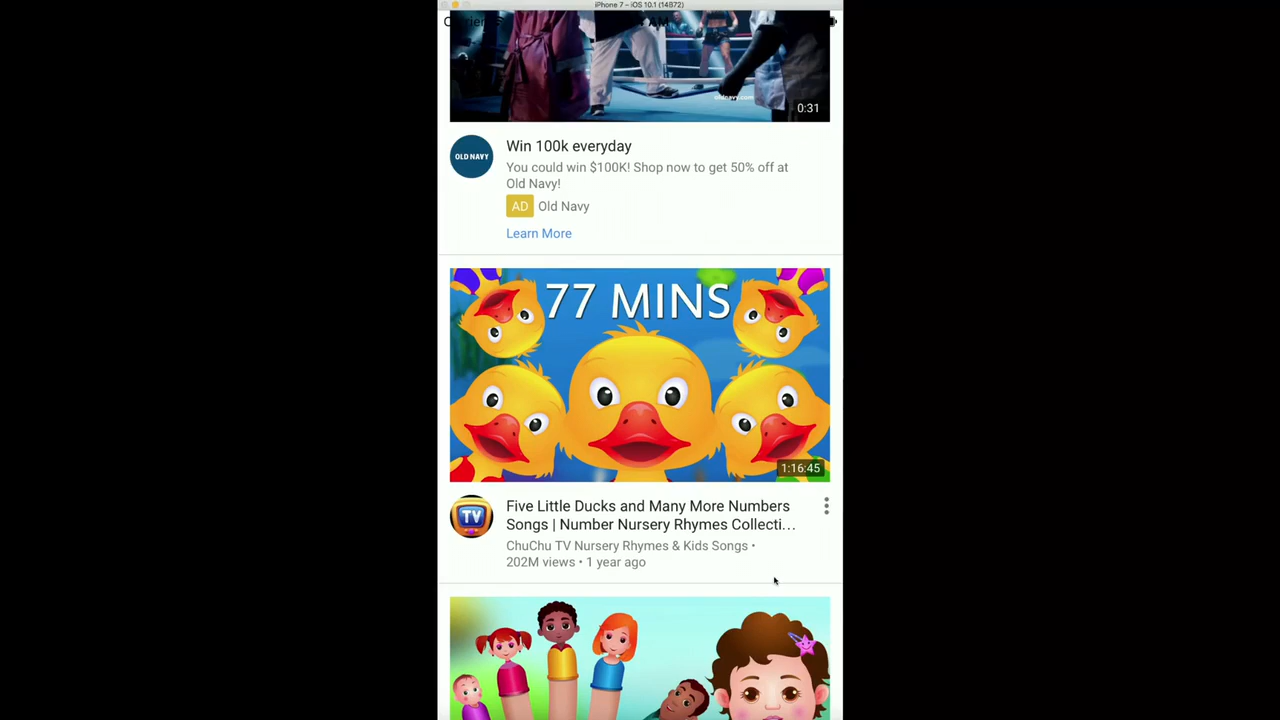 iPhone 7 – iOS 10.1 (14B72)
AM
oldnavy.com
0:31
OLD NAVY
Win 100k everyday
You could win $100K! Shop now to get 50% off at
Old Navy!
AD Old Navy
Learn More
77 MINS
1:16:45
TV
Five Little Ducks and Many More Numbers
Songs | Number Nursery Rhymes Collecti...
ChuChu TV Nursery Rhymes & Kids Songs •
202M views • 1 year ago